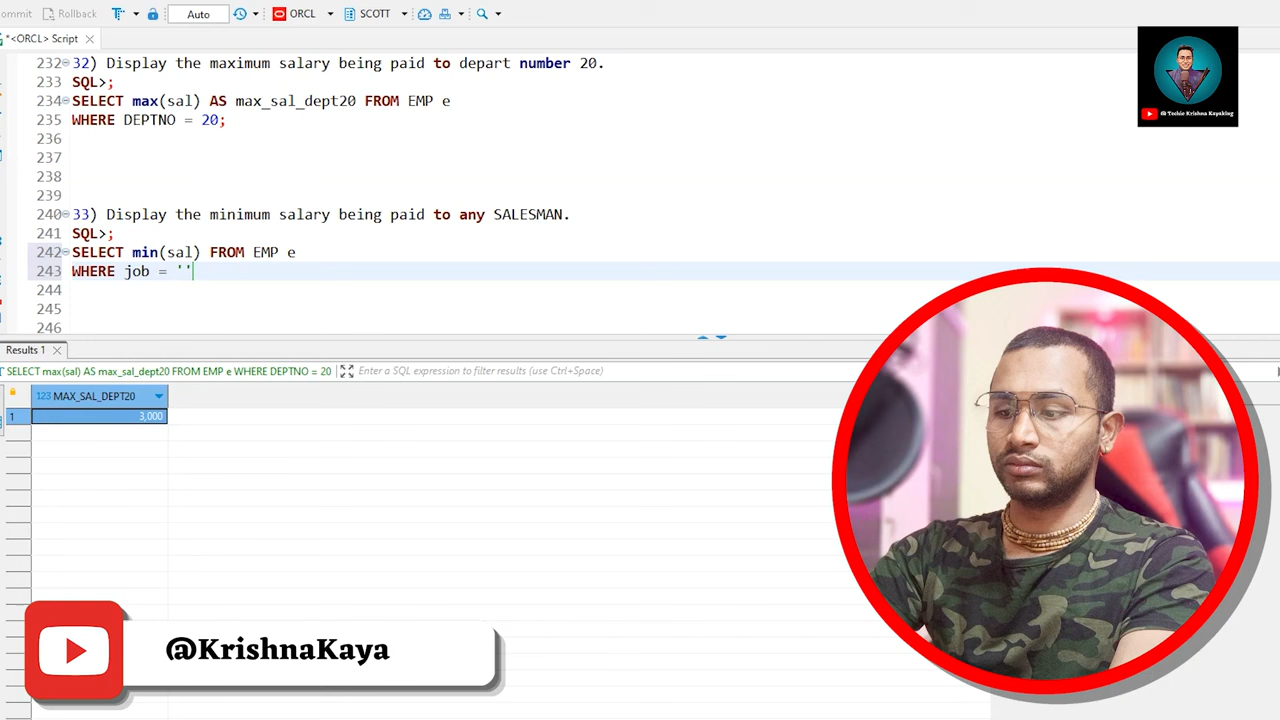 ommit Rollback Auto ORCL SCOTT
*<ORCL> Script
232 32) Display the maximum salary being paid to depart number 20.
233 SQL>;
234 SELECT max(sal) AS max_sal_dept20 FROM EMP e
235 WHERE DEPTNO = 20;
236
237
238
239
240 33) Display the minimum salary being paid to any SALESMAN.
241 SQL>;
242 SELECT min(sal) FROM EMP e
243 WHERE job = ''
244
245
246
@ Techie Krishna Kayaking
Results 1
SELECT max(sal) AS max_sal_dept20 FROM EMP e WHERE DEPTNO = 20 Enter a SQL expression to filter results (use Ctrl+Space)
123 MAX_SAL_DEPT20
1 3,000
@KrishnaKaya